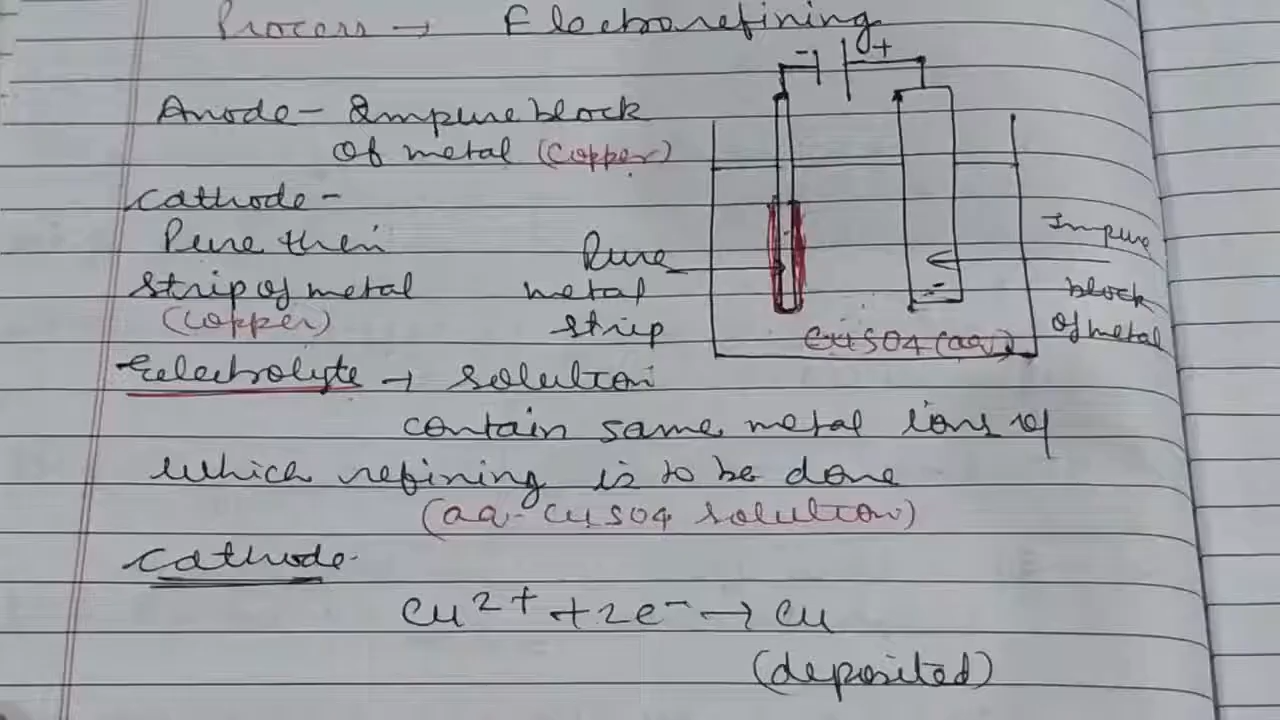 Process → Electrorefining
- +
Anode - Impure block
of metal (Copper)
Cathode -
Pure thin
strip of metal
(Copper)
Pure
metal
strip
Impure
block
of metal
CuSO4 (aq)
Electrolyte → solution
contain same metal ions of
which refining is to be done
(aq. CuSO4 solution)
Cathode.
Cu2+ + 2e- → Cu
(deposited)